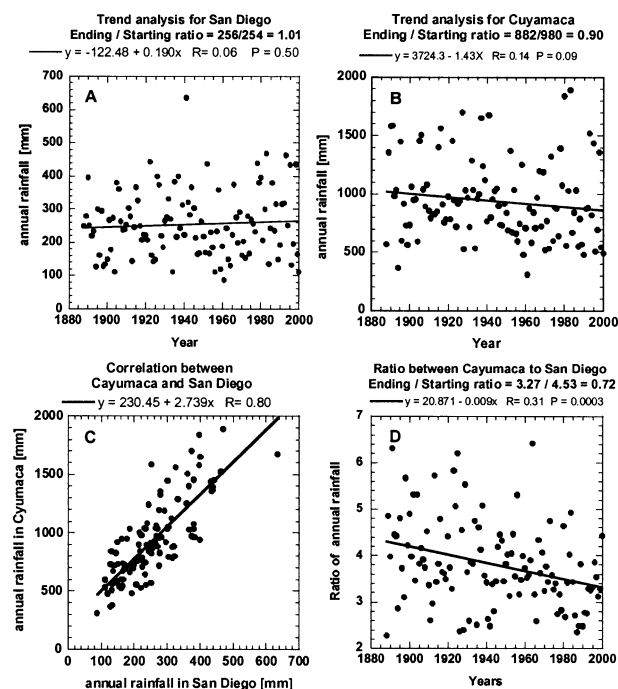 Trend analysis for San Diego
Ending / Starting ratio = 256/254 = 1.01
y = -122.48 + 0.190x R= 0.06 P = 0.50
A
annual rainfall [mm]
700
600
500
400
300
200
100
0
1880 1900 1920 1940 1960 1980 2000
Year
Trend analysis for Cuyamaca
Ending / Starting ratio = 882/980 = 0.90
y = 3724.3 - 1.43X R= 0.14 P = 0.09
B
annual rainfall [mm]
2000
1500
1000
500
0
1880 1900 1920 1940 1960 1980 2000
Year
Correlation between
Cayumaca and San Diego
y = 230.45 + 2.739x R= 0.80
C
annual rainfall in Cyumaca [mm]
2000
1500
1000
500
0
0 100 200 300 400 500 600 700
annual rainfall in San Diego [mm]
Ratio between Cayumaca to San Diego
Ending / Starting ratio = 3.27 / 4.53 = 0.72
y = 20.871 -0.009x R= 0.31 P = 0.0003
D
Ratio of annual rainfall
7
6
5
4
3
2
1880 1900 1920 1940 1960 1980 2000
Years